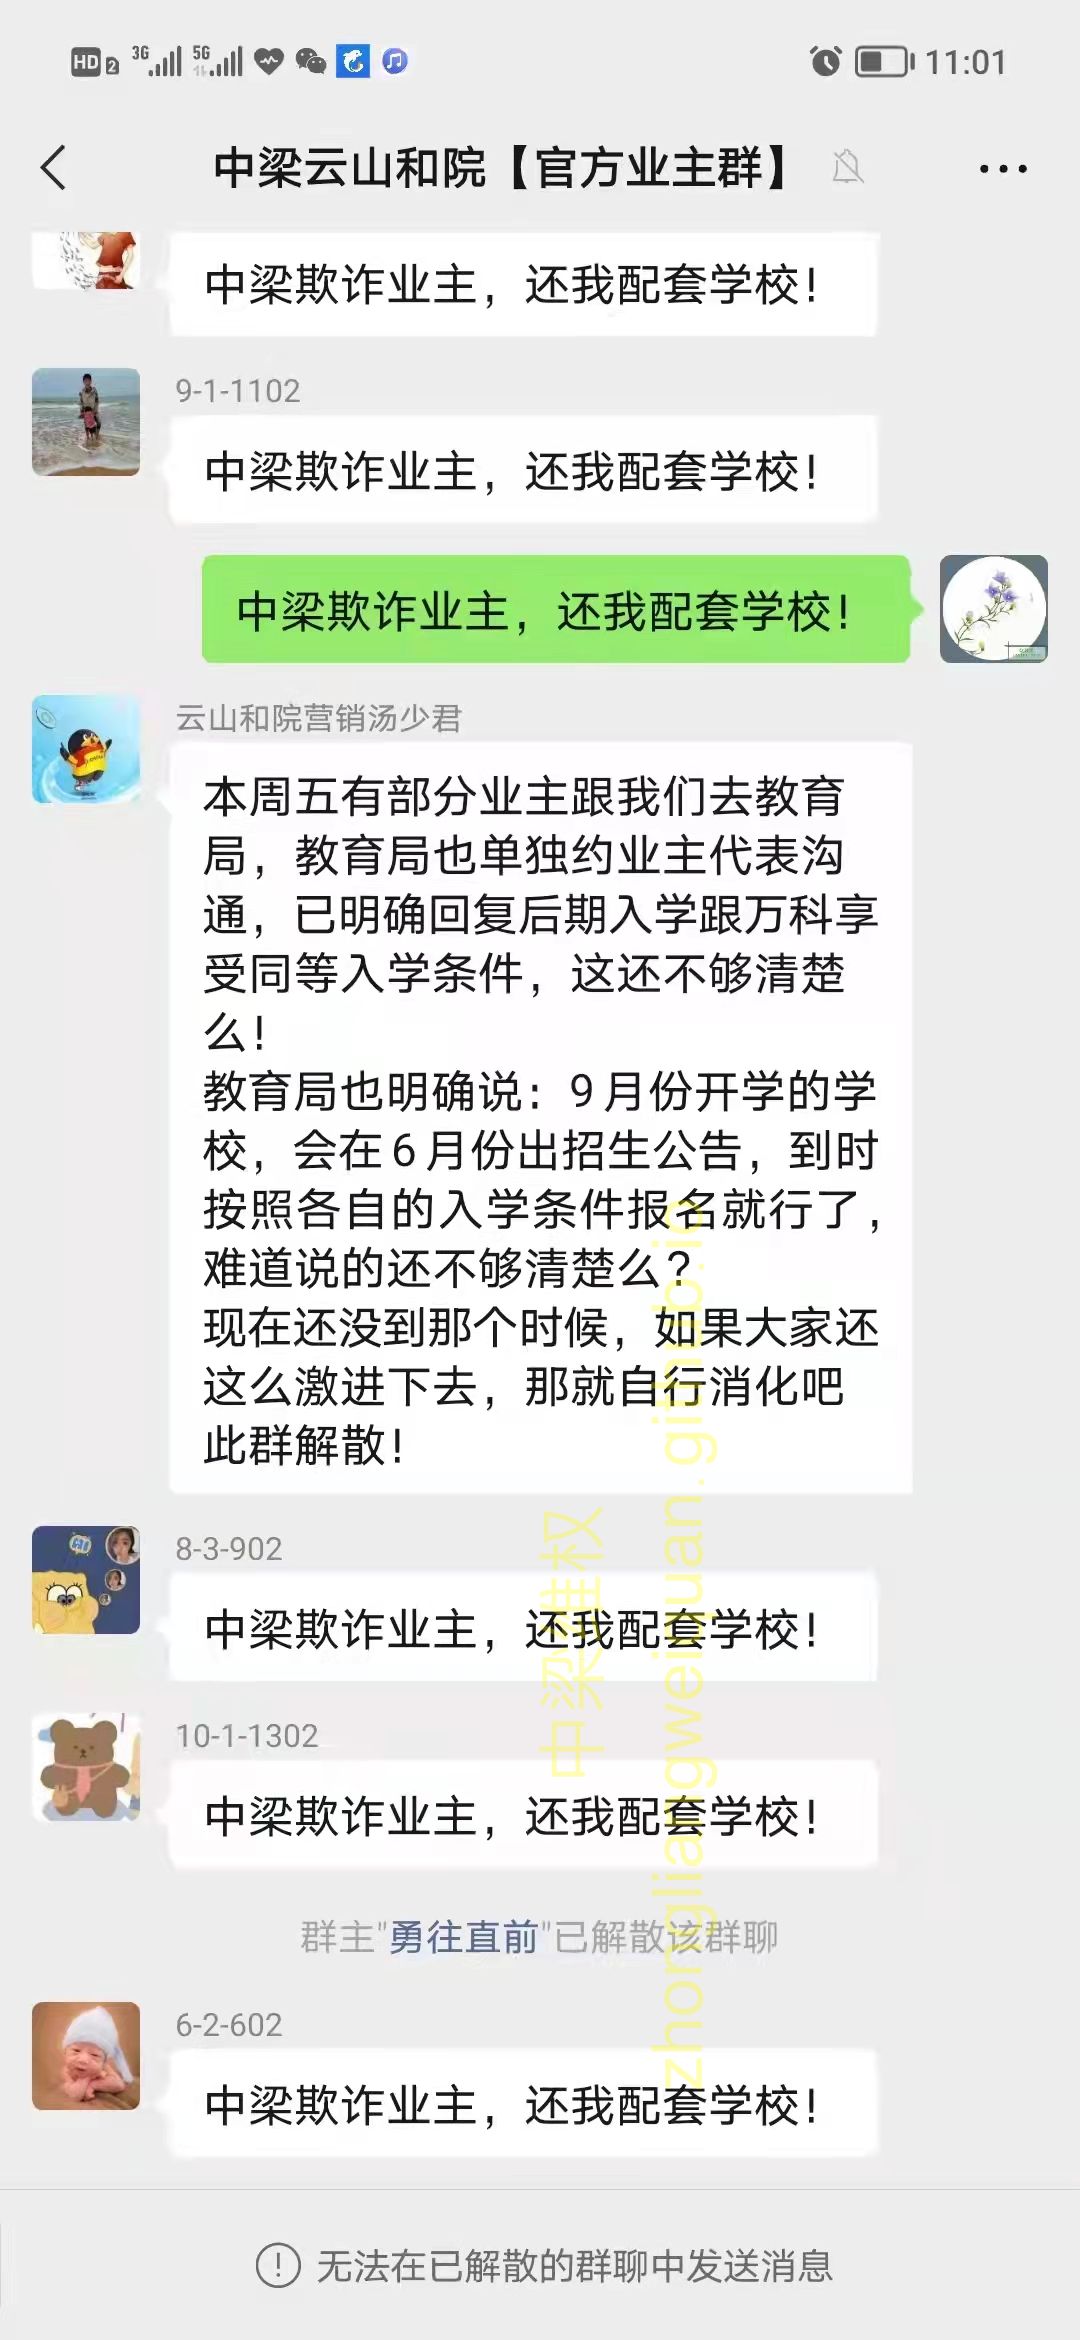 HD 2 3G 5G 11:01
中梁云山和院【官方业主群】
中梁欺诈业主，还我配套学校！
9-1-1102
中梁欺诈业主，还我配套学校！
中梁欺诈业主，还我配套学校！
云山和院营销汤少君
本周五有部分业主跟我们去教育
局，教育局也单独约业主代表沟
通，已明确回复后期入学跟万科享
受同等入学条件，这还不够清楚
么！
教育局也明确说：9月份开学的学
校，会在6月份出招生公告，到时
按照各自的入学条件报名就行了，
难道说的还不够清楚么？
现在还没到那个时候，如果大家还
这么激进下去，那就自行消化吧
此群解散！
8-3-902
中梁欺诈业主，还我配套学校！
10-1-1302
中梁欺诈业主，还我配套学校！
群主"勇往直前"已解散该群聊
6-2-602
中梁欺诈业主，还我配套学校！
无法在已解散的群聊中发送消息
中梁维权
zhongliangweiquan.github.io